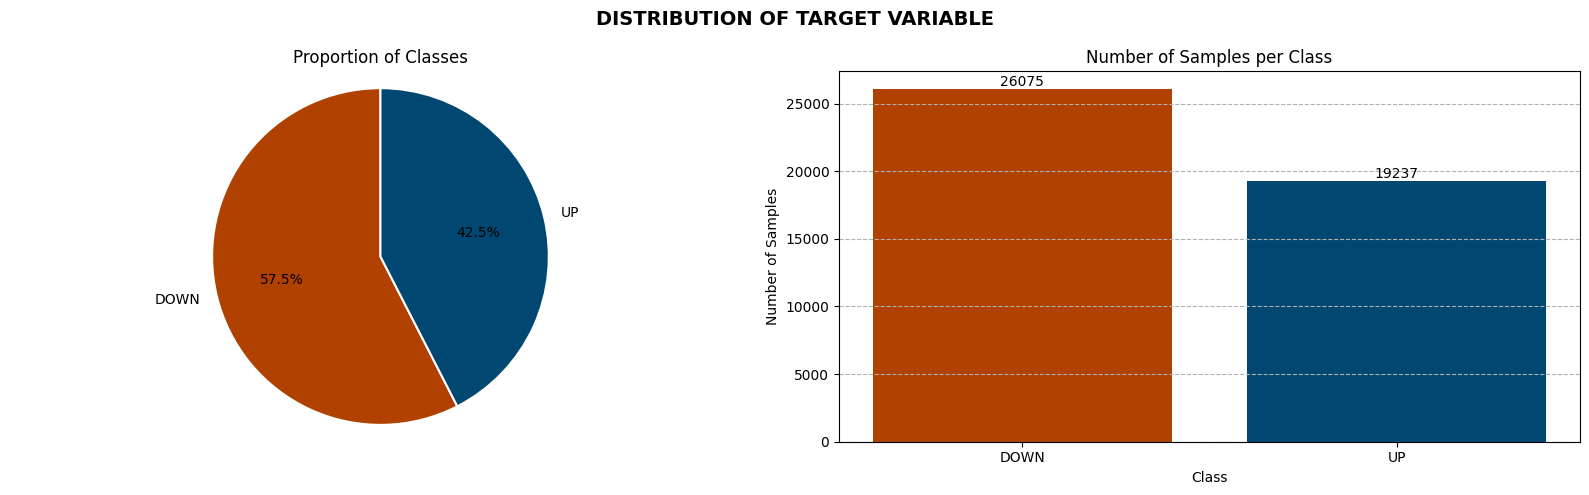 DISTRIBUTION OF TARGET VARIABLE
Proportion of Classes
UP
42.5%
57.5%
DOWN
Number of Samples per Class
26075
19237
25000
20000
15000
10000
5000
0
Number of Samples
DOWN
UP
Class